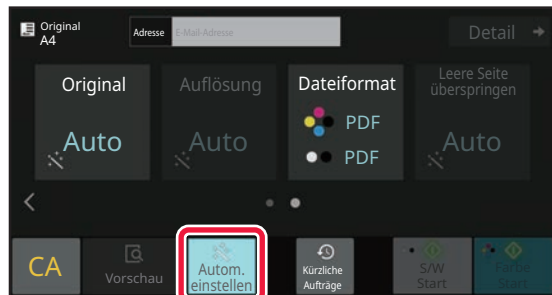 Original
A4
Adresse
E-Mail-Adresse
Detail
Original
Auto
Auflösung
Auto
Dateiformat
PDF
PDF
Leere Seite
überspringen
Auto
CA
Vorschau
Autom.
einstellen
Kürzliche
Aufträge
S/W
Start
Farbe
Start